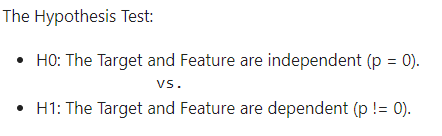 The Hypothesis Test:
• H0: The Target and Feature are independent (p = 0).
vs.
• H1: The Target and Feature are dependent (p != 0).